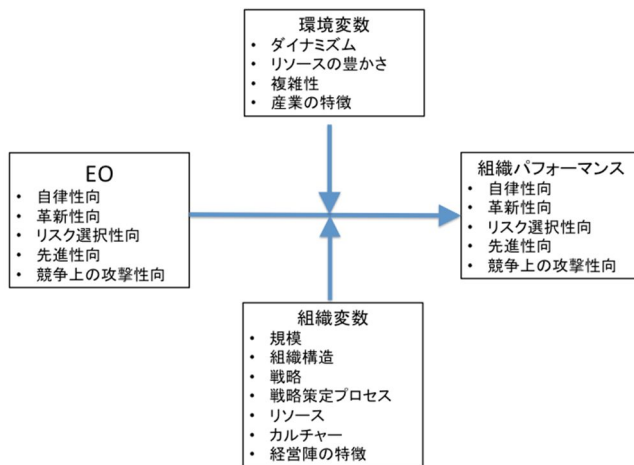 環境変数
• ダイナミズム
• リソースの豊かさ
• 複雑性
• 産業の特徴
EO
• 自律性向
• 革新性向
• リスク選択性向
• 先進性向
• 競争上の攻撃性向
組織パフォーマンス
• 自律性向
• 革新性向
• リスク選択性向
• 先進性向
• 競争上の攻撃性向
組織変数
• 規模
• 組織構造
• 戦略
• 戦略策定プロセス
• リソース
• カルチャー
• 経営陣の特徴